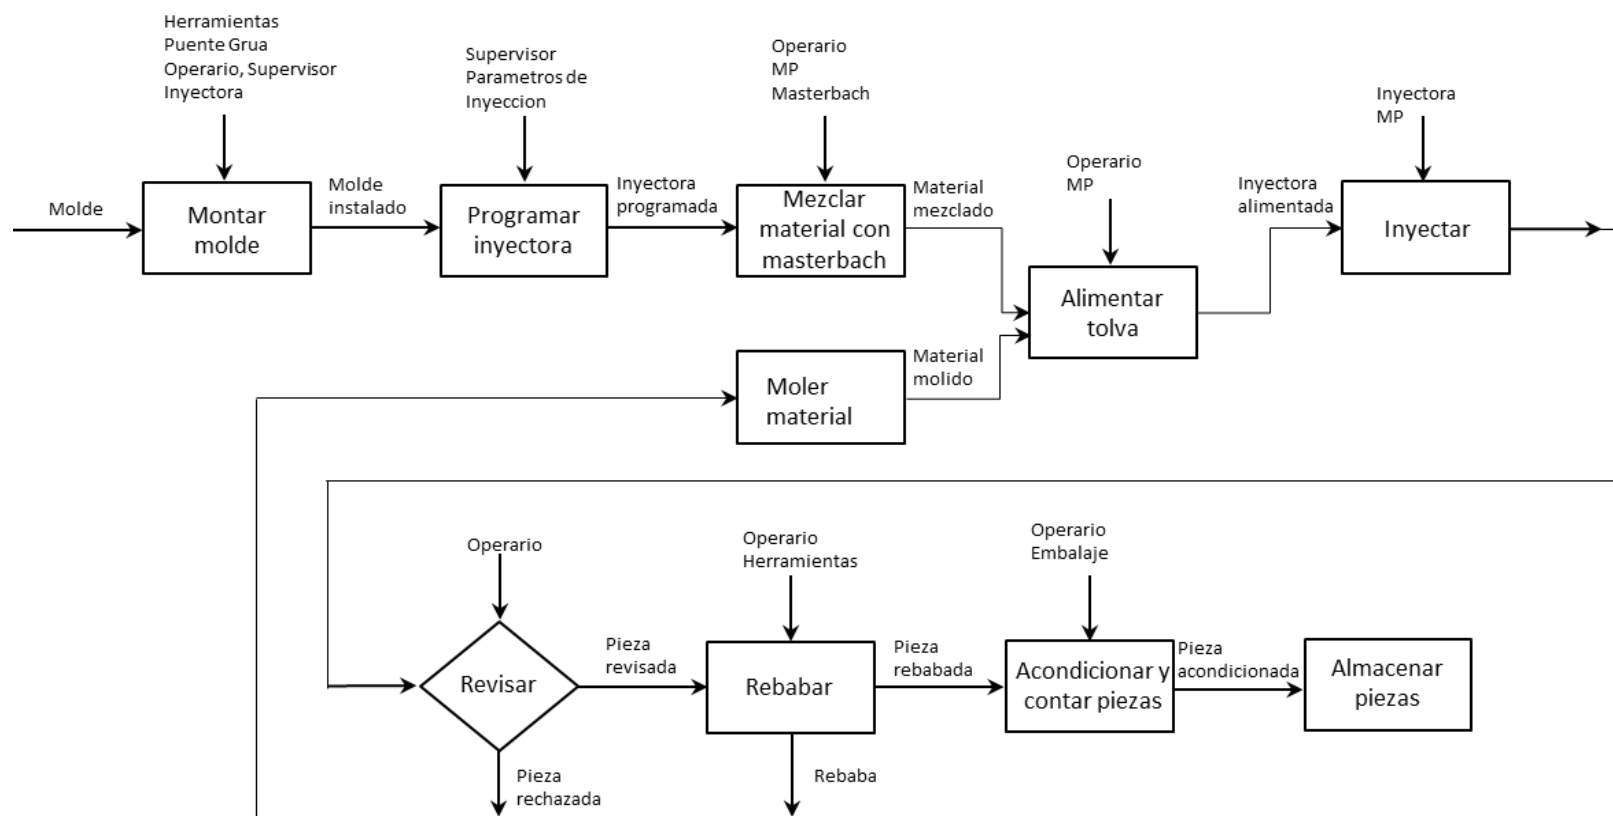 Herramientas
Puente Grua
Operario, Supervisor
Inyectora
Supervisor
Parametros de
Inyeccion
Operario
MP
Masterbach
Inyectora
MP
Operario
MP
Molde
Montar
molde
Molde
instalado
Programar
inyectora
Inyectora
programada
Mezclar
material con
masterbach
Material
mezclado
Alimentar
tolva
Inyectora
alimentada
Inyectar
Moler
material
Material
molido
Operario
Revisar
Pieza
revisada
Pieza
rechazada
Operario
Herramientas
Rebabar
Rebaba
Pieza
rebabada
Operario
Embalaje
Acondicionar y
contar piezas
Pieza
acondicionada
Almacenar
piezas